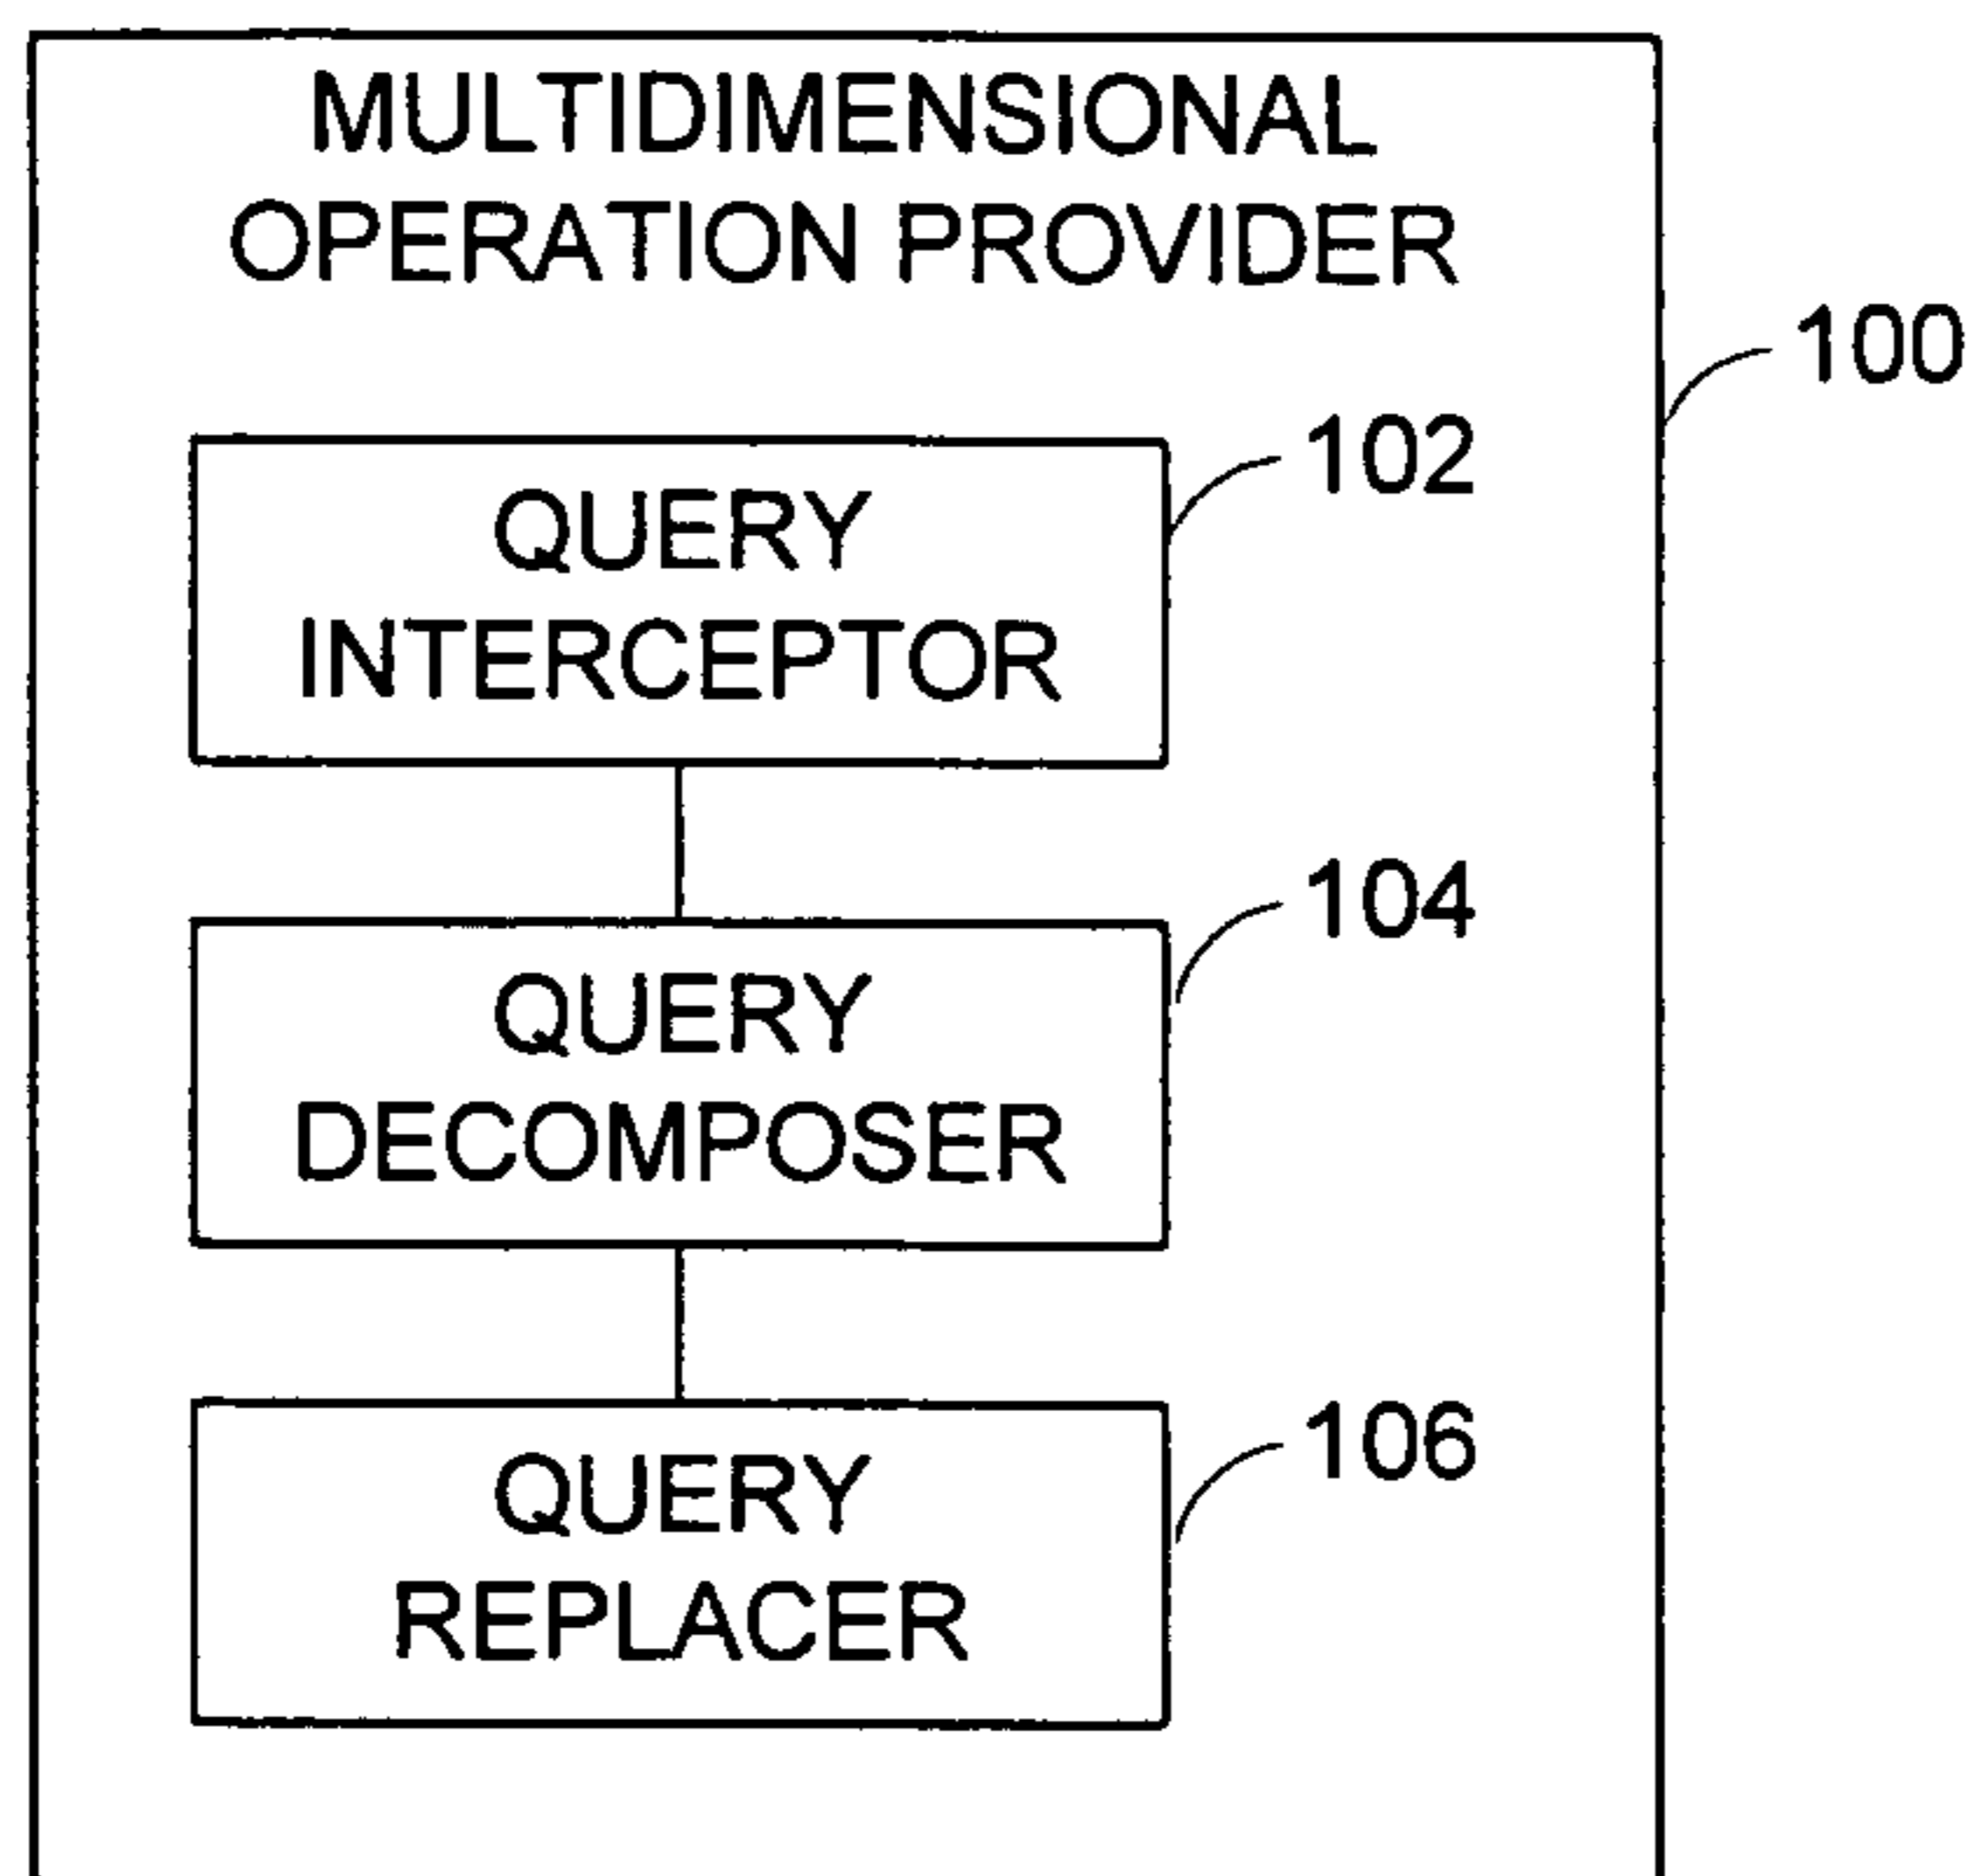 MULTIDIMENSIONAL
OPERATION PROVIDER
100
102
QUERY
INTERCEPTOR
104
QUERY
DECOMPOSER
106
QUERY
REPLACER